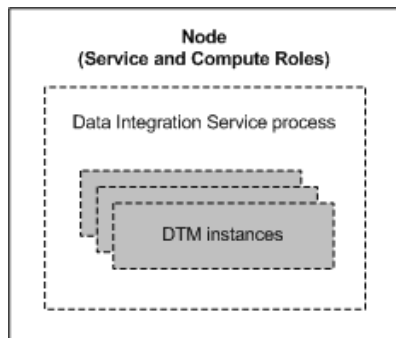 Node
(Service and Compute Roles)
Data Integration Service process
DTM instances